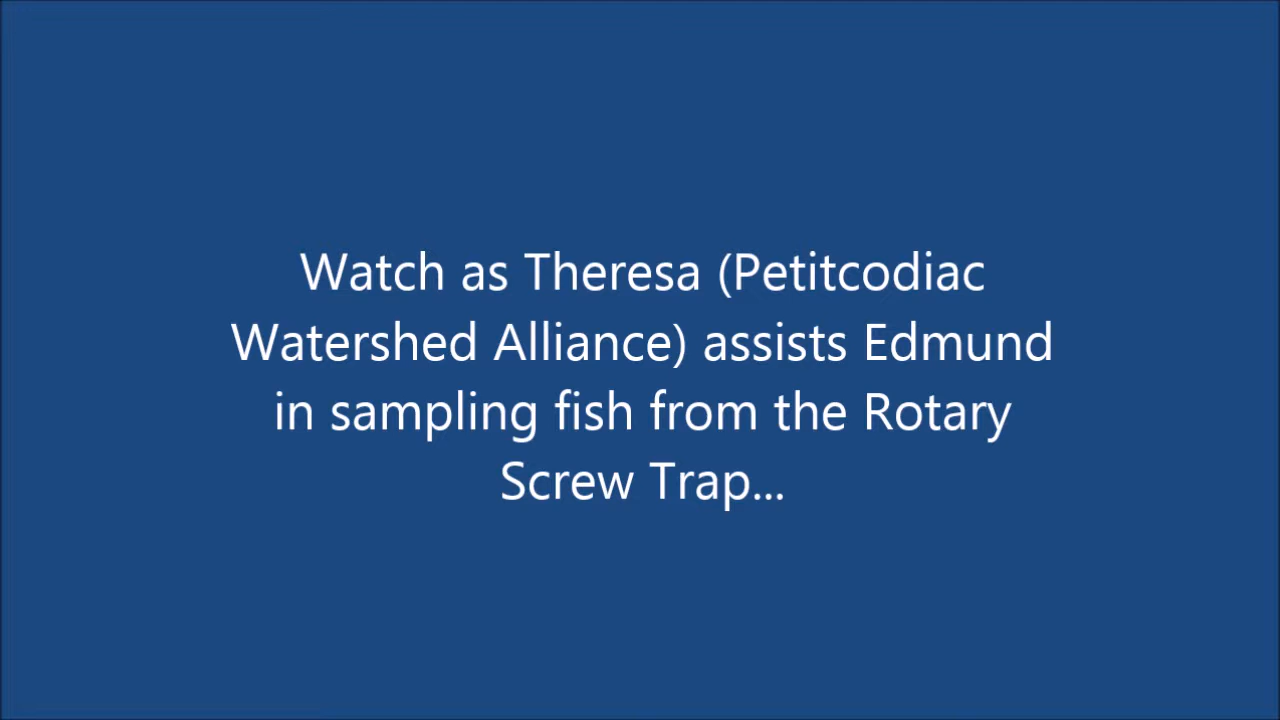 Watch as Theresa (Petitcodiac
Watershed Alliance) assists Edmund
in sampling fish from the Rotary
Screw Trap...